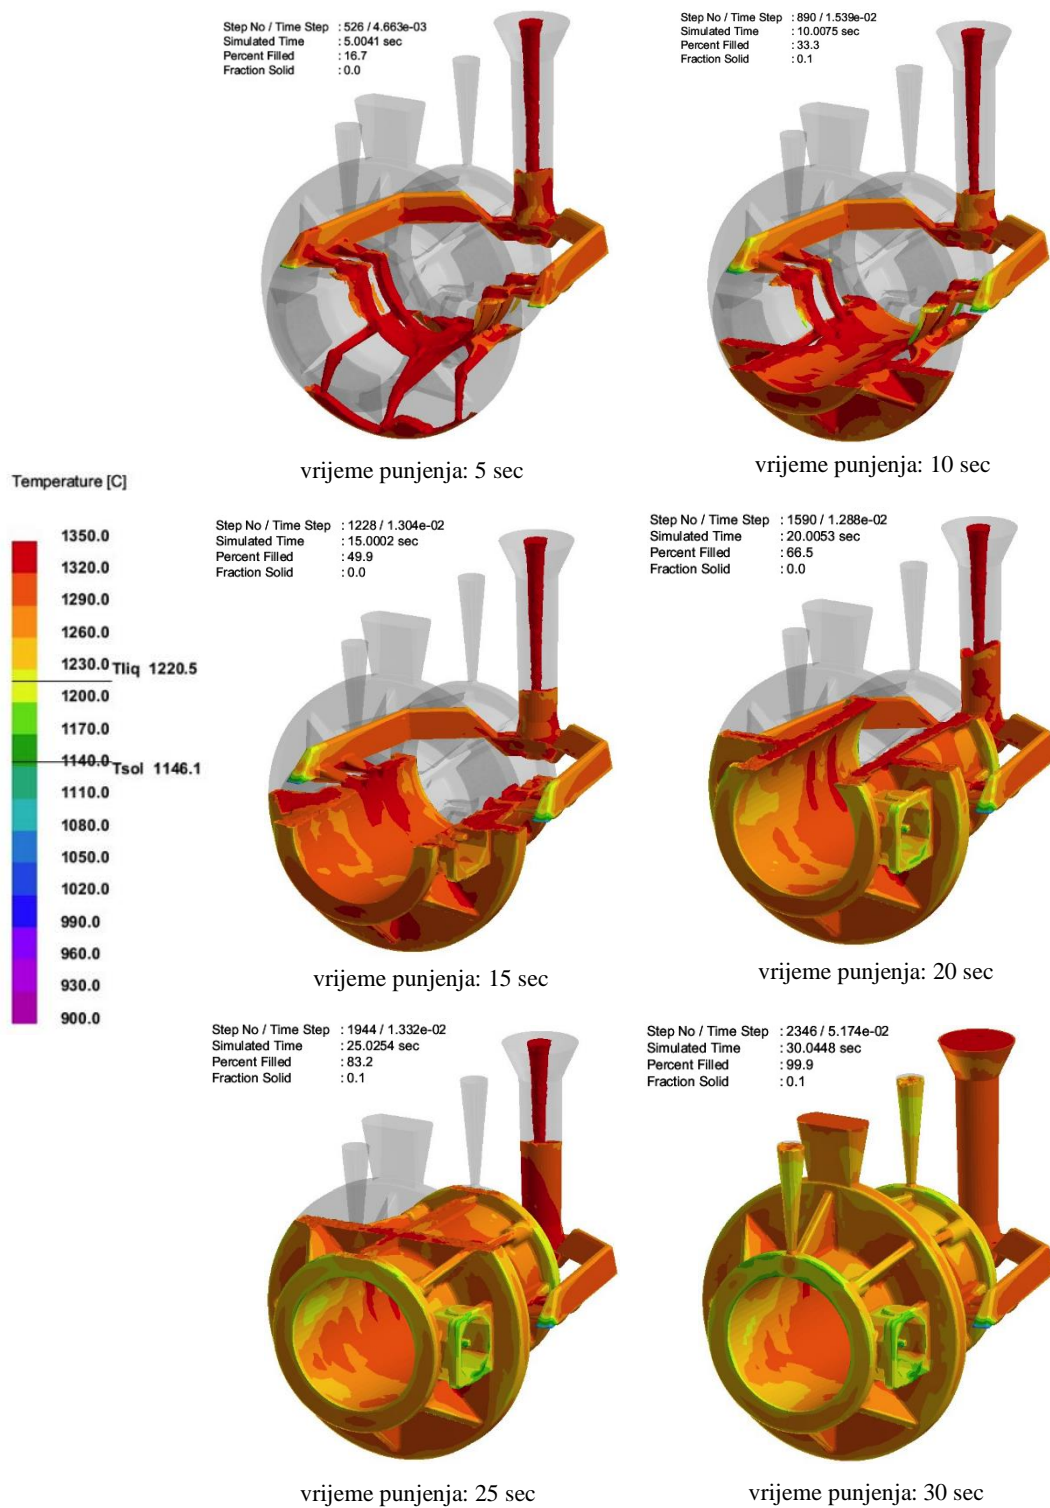 Step No / Time Step : 526 / 4.663e-03
Simulated Time : 5.0041 sec
Percent Filled : 16.7
Fraction Solid : 0.0
Step No / Time Step : 890 / 1.539e-02
Simulated Time : 10.0075 sec
Percent Filled : 33.3
Fraction Solid : 0.1
vrijeme punjenja: 5 sec
vrijeme punjenja: 10 sec
Temperature [C]
1350.0
1320.0
1290.0
1260.0
1230.0
Tliq 1220.5
1200.0
1170.0
1140.0
Tsol 1146.1
1110.0
1080.0
1050.0
1020.0
990.0
960.0
930.0
900.0
Step No / Time Step : 1228 / 1.304e-02
Simulated Time : 15.0002 sec
Percent Filled : 49.9
Fraction Solid : 0.0
Step No / Time Step : 1590 / 1.288e-02
Simulated Time : 20.0053 sec
Percent Filled : 66.5
Fraction Solid : 0.0
vrijeme punjenja: 15 sec
vrijeme punjenja: 20 sec
Step No / Time Step : 1944 / 1.332e-02
Simulated Time : 25.0254 sec
Percent Filled : 83.2
Fraction Solid : 0.1
Step No / Time Step : 2346 / 5.174e-02
Simulated Time : 30.0448 sec
Percent Filled : 99.9
Fraction Solid : 0.1
vrijeme punjenja: 25 sec
vrijeme punjenja: 30 sec